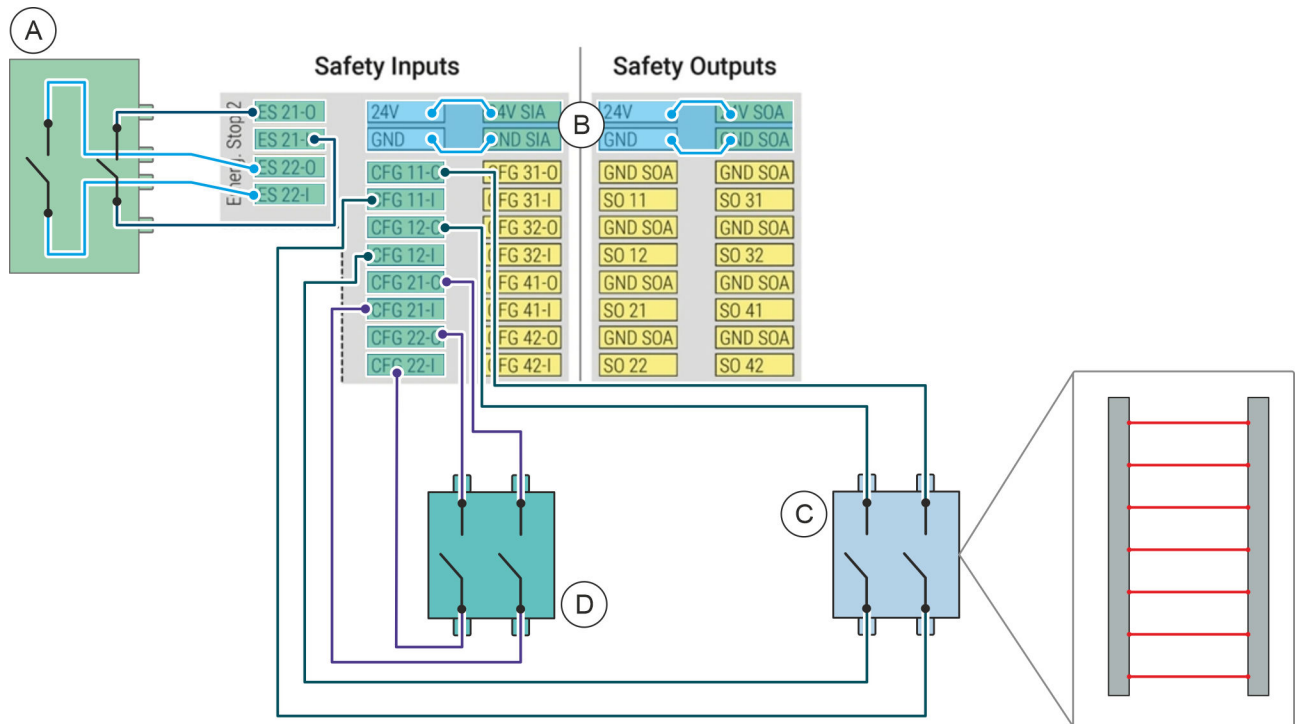 A
Safety Inputs
Safety Outputs
Emerg. Stop 2
ES 21-O
ES 21-I
ES 22-O
ES 22-I
24V
24V SIA
GND
GND SIA
CFG 11-O
CFG 31-O
CFG 11-I
CFG 31-I
CFG 12-O
CFG 32-O
CFG 12-I
CFG 32-I
CFG 21-O
CFG 41-O
CFG 21-I
CFG 41-I
CFG 22-O
CFG 42-O
CFG 22-I
CFG 42-I
B
24V
24V SOA
GND
GND SOA
GND SOA
GND SOA
SO 11
SO 31
GND SOA
GND SOA
SO 12
SO 32
GND SOA
GND SOA
SO 21
SO 41
GND SOA
GND SOA
SO 22
SO 42
C
D